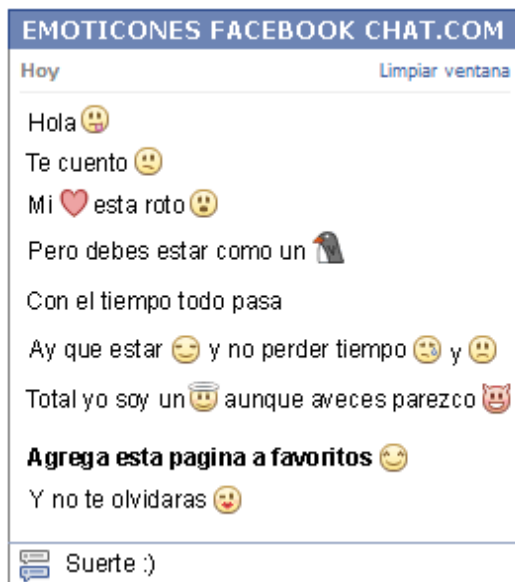 EMOTICONES FACEBOOK CHAT.COM
Hoy Limpiar ventana
Hola
Te cuento
Mi esta roto
Pero debes estar como un
Con el tiempo todo pasa
Ay que estar y no perder tiempo y
Total yo soy un aunque aveces parezco
Agrega esta pagina a favoritos
Y no te olvidaras
Suerte :)